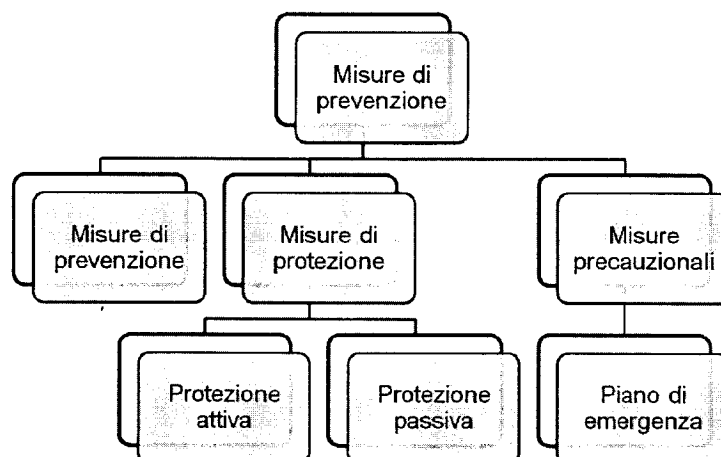 Misure di
prevenzione
Misure di
prevenzione
Misure di
protezione
Misure
precauzionali
Protezione
attiva
Protezione
passiva
Piano di
emergenza